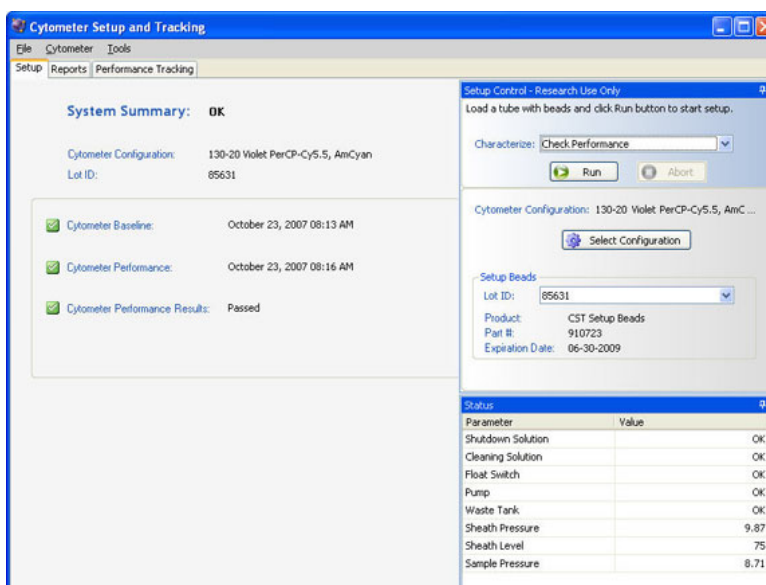 Cytometer Setup and Tracking
File Cytometer Tools
Setup Reports Performance Tracking
System Summary: OK
Cytometer Configuration: 130-20 Violet PerCP-Cy5.5, AmCyan
Lot ID: 85631
Cytometer Baseline: October 23, 2007 08:13 AM
Cytometer Performance: October 23, 2007 08:16 AM
Cytometer Performance Results: Passed
Setup Control - Research Use Only
Load a tube with beads and click Run button to start setup.
Characterize: Check Performance
Run Abort
Cytometer Configuration: 130-20 Violet PerCP-Cy5.5, AmC ...
Select Configuration
Setup Beads
Lot ID: 85631
Product: CST Setup Beads
Part #: 910723
Expiration Date: 06-30-2009
Status
Parameter Value
Shutdown Solution OK
Cleaning Solution OK
Float Switch OK
Pump OK
Waste Tank OK
Sheath Pressure 9.87
Sheath Level 75
Sample Pressure 8.71